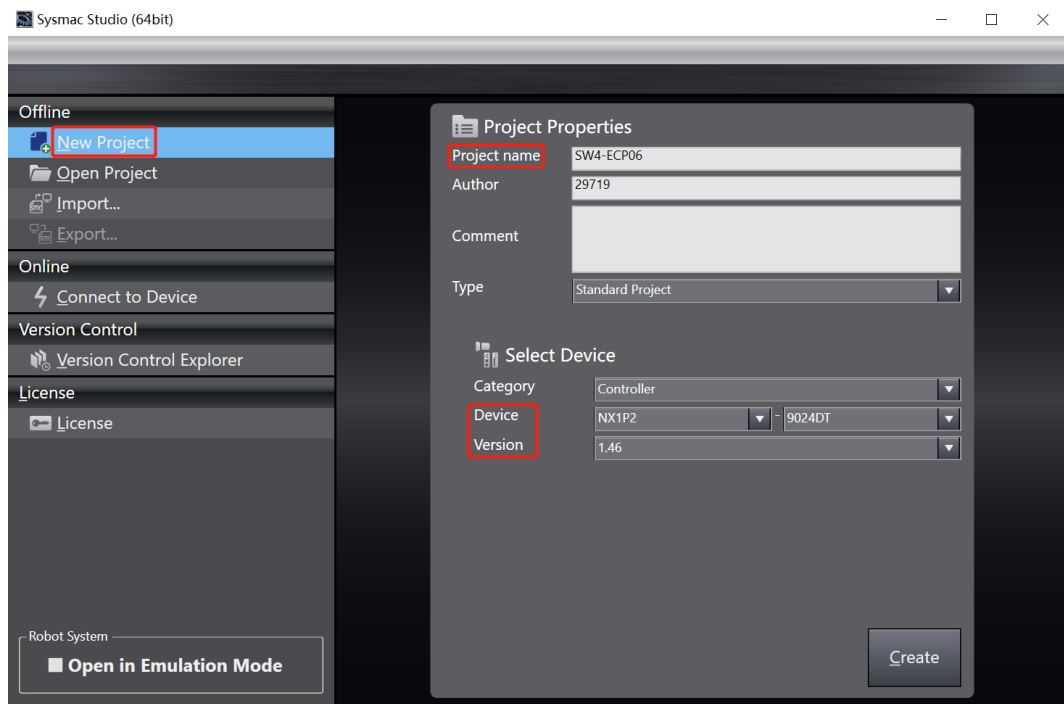 Sysmac Studio (64bit)
Offline
New Project
Open Project
Import...
Export...
Online
Connect to Device
Version Control
Version Control Explorer
License
License
Robot System
Open in Emulation Mode
Project Properties
Project name SW4-ECP06
Author 29719
Comment
Type Standard Project
Select Device
Category Controller
Device NX1P2 - 9024DT
Version 1.46
Create